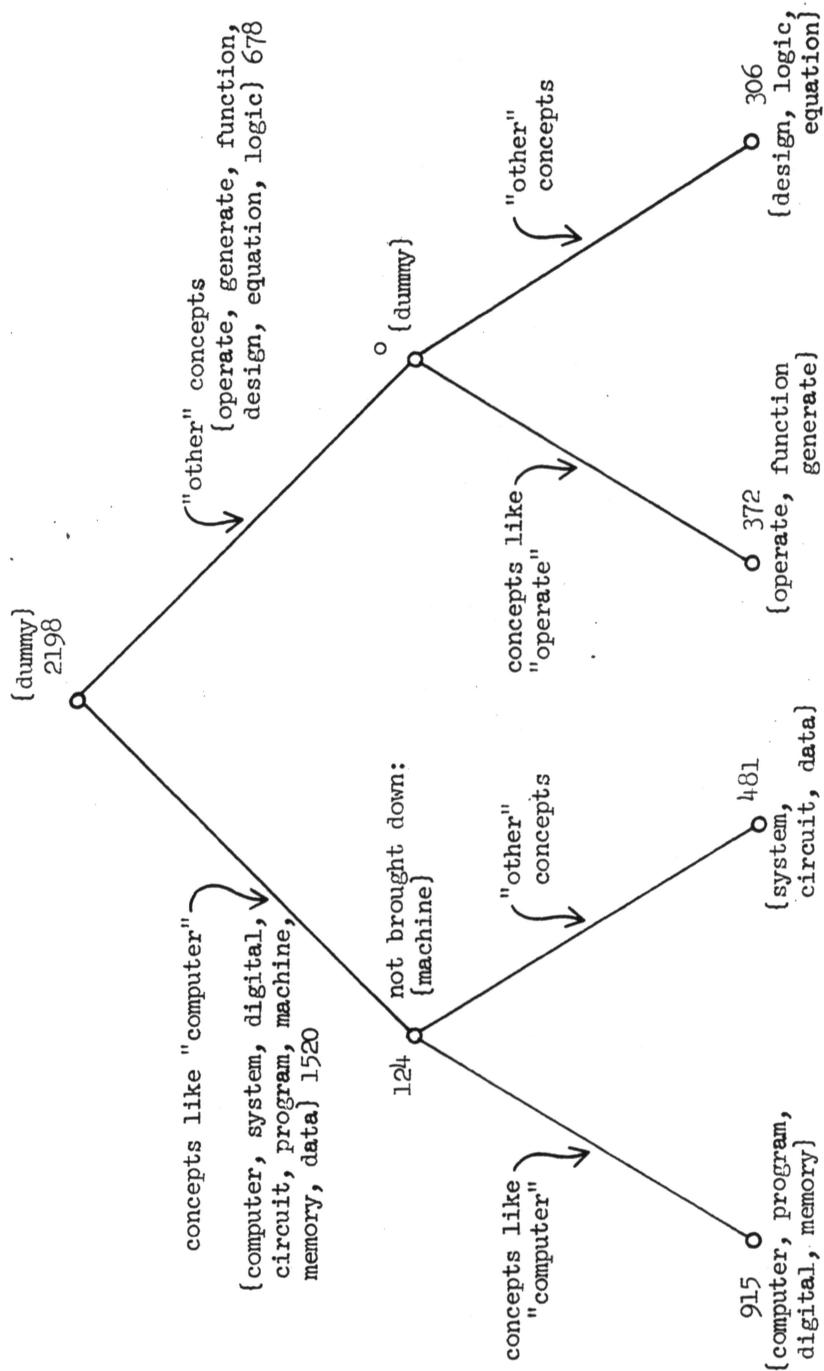 {dummy}
2198
concepts like "computer"
{computer, system, digital,
circuit, program, machine,
memory, data} 1520
"other" concepts
{operate, generate, function,
design, equation, logic} 678
124
not brought down:
{machine}
0
{dummy}
concepts like
"computer"
"other"
concepts
concepts like
"operate"
"other"
concepts
915
{computer, program,
digital, memory}
481
{system,
circuit, data}
372
{operate, function
generate}
306
{design, logic,
equation}